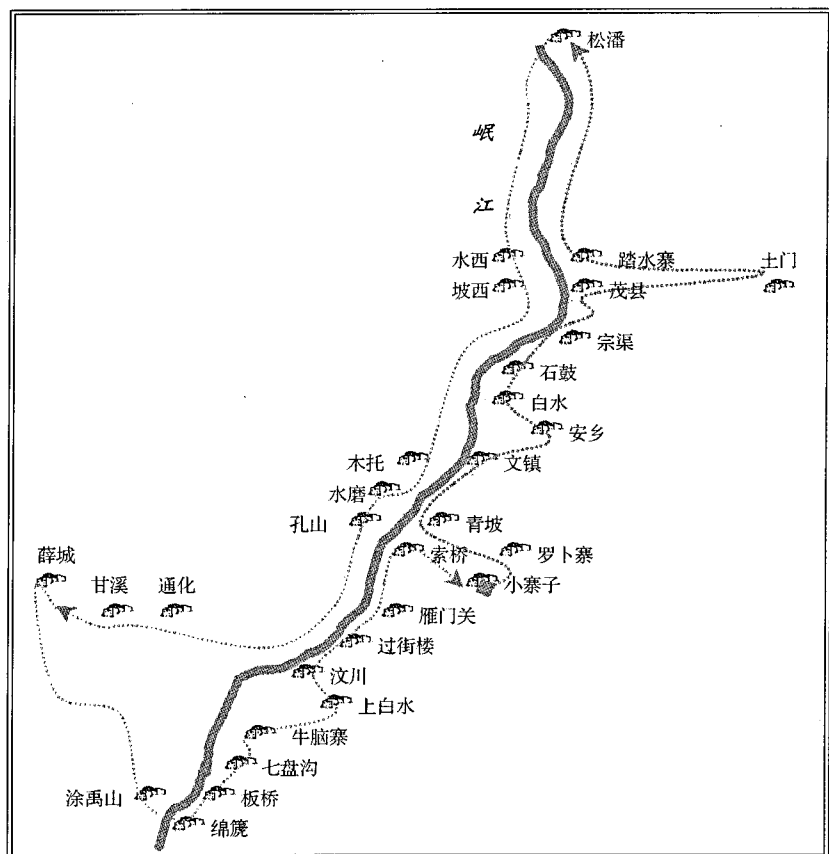 松潘
岷
江
水西
踏水寨
土门
坡西
茂县
宗渠
石鼓
白水
安乡
木托
文镇
水磨
孔山
青坡
索桥
罗卜寨
薛城
甘溪
通化
小寨子
雁门关
过街楼
汶川
上白水
牛脑寨
七盘沟
涂禹山
板桥
绵篪